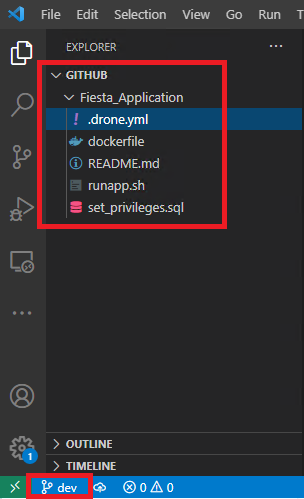 File Edit Selection View Go Run
EXPLORER ...
GITHUB
Fiesta_Application
! .drone.yml
dockerfile
README.md
runapp.sh
set_privileges.sql
1
OUTLINE
TIMELINE
dev 0 0